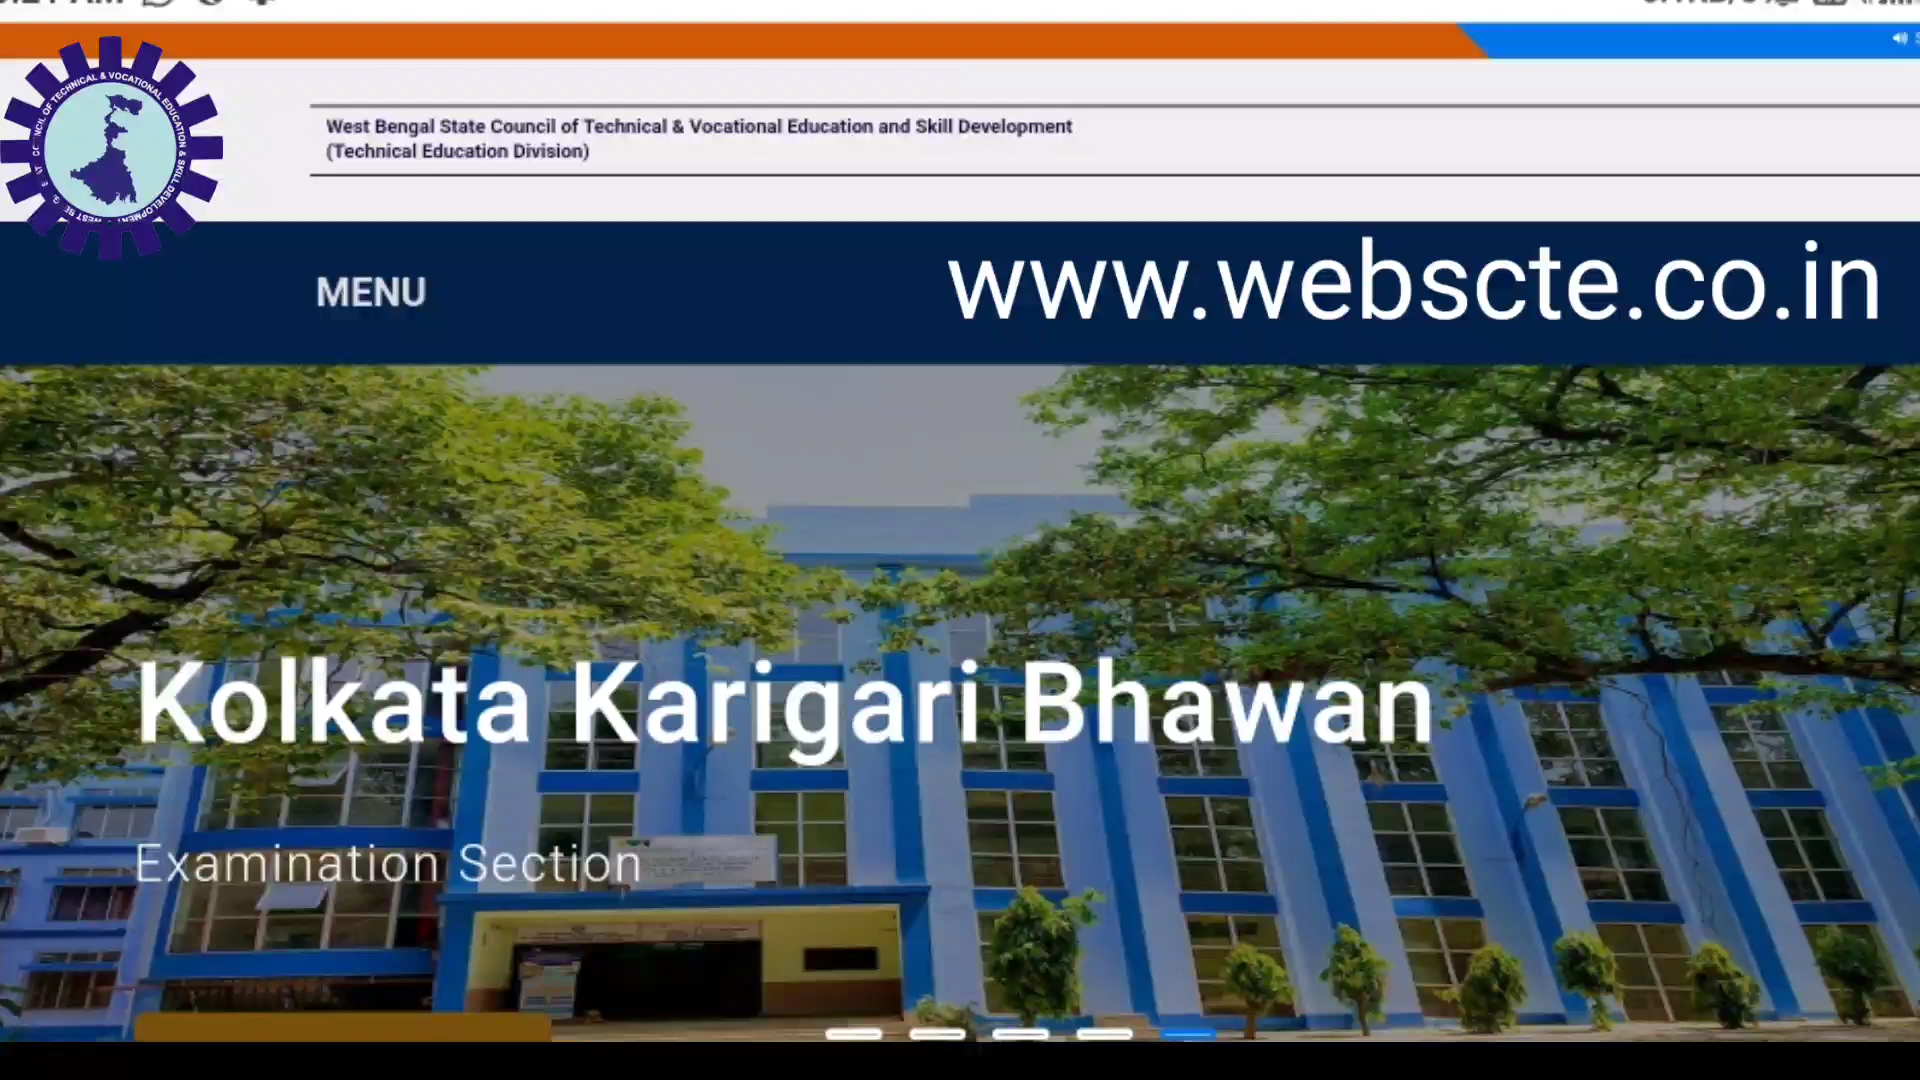 West Bengal State Council of Technical & Vocational Education and Skill Development
(Technical Education Division)
MENU
www.webscte.co.in
Kolkata Karigari Bhawan
Examination Section